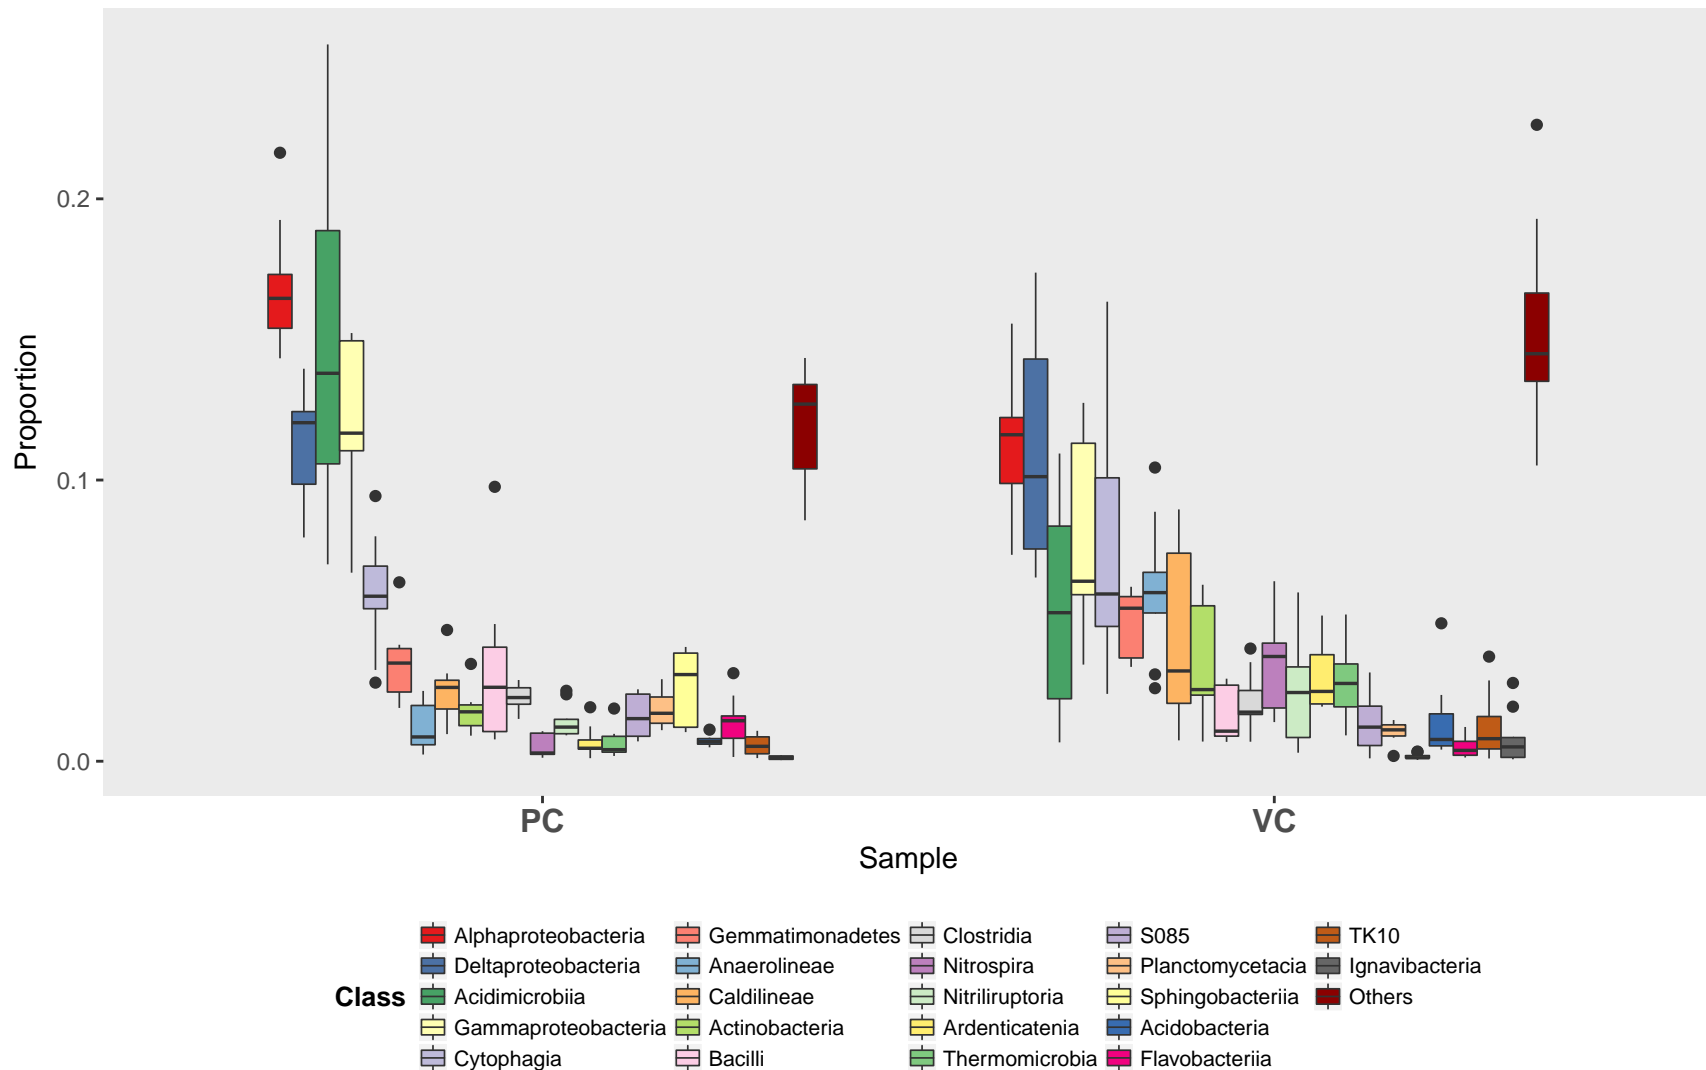 0.2
0.1
0.0
Proportion
PC
VC
Sample
Class
Alphaproteobacteria
Deltaproteobacteria
Acidimicrobiia
Gammaproteobacteria
Cytophagia
Gemmatimonadetes
Anaerolineae
Caldilineae
Actinobacteria
Bacilli
Clostridia
Nitrospira
Nitriliruptoria
Ardenticatenia
Thermomicrobia
S085
Planctomycetacia
Sphingobacteriia
Acidobacteria
Flavobacteriia
TK10
Ignavibacteria
Others